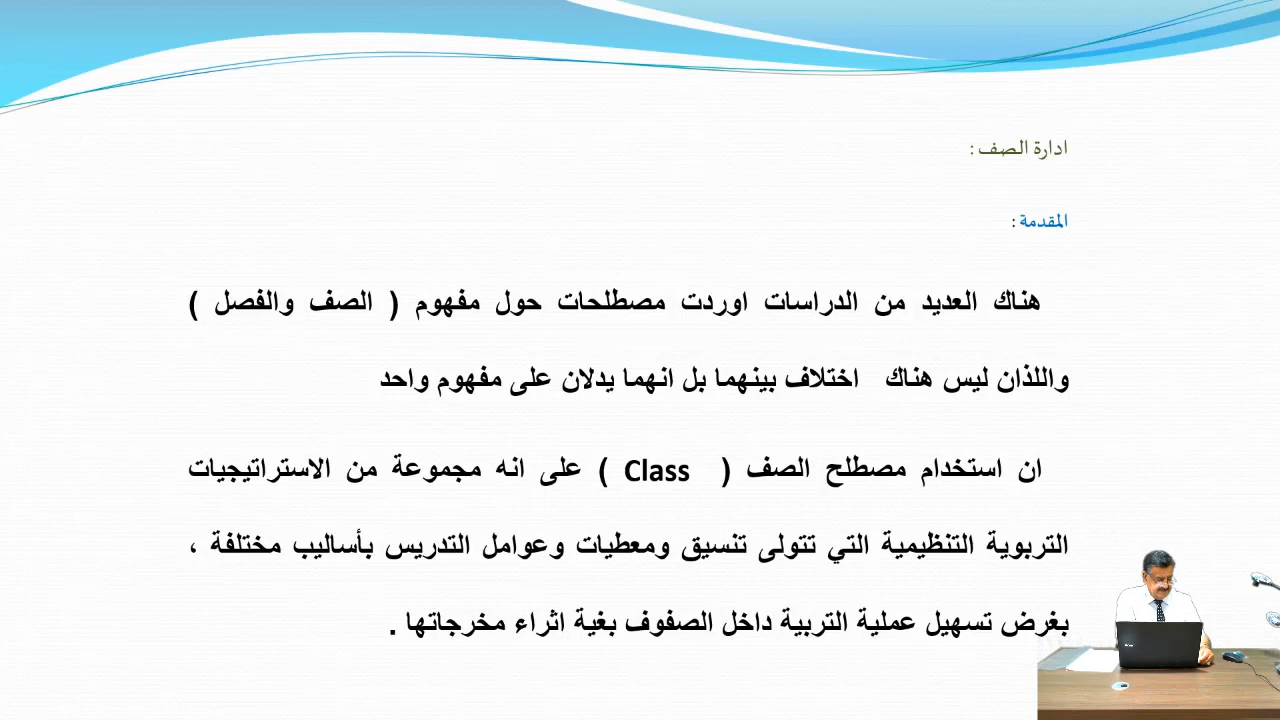 ادارة الصف :
المقدمة :
هناك العديد من الدراسات اوردت مصطلحات حول مفهوم ( الصف والفصل )
واللذان ليس هناك اختلاف بينهما بل انهما يدلان على مفهوم واحد
ان استخدام مصطلح الصف ( Class ) على انه مجموعة من الاستراتيجيات
التربوية التنظيمية التي تتولى تنسيق ومعطيات وعوامل التدريس بأساليب مختلفة ،
بغرض تسهيل عملية التربية داخل الصفوف بغية اثراء مخرجاتها .